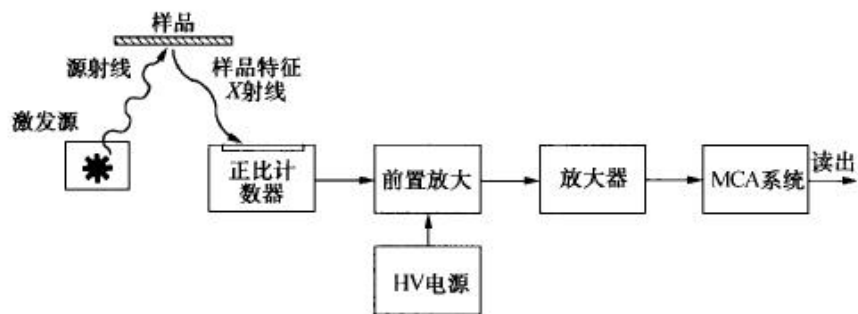 样品
源射线
样品特征
X射线
激发源
正比计
数器
前置放大
放大器
MCA系统
读出
HV电源